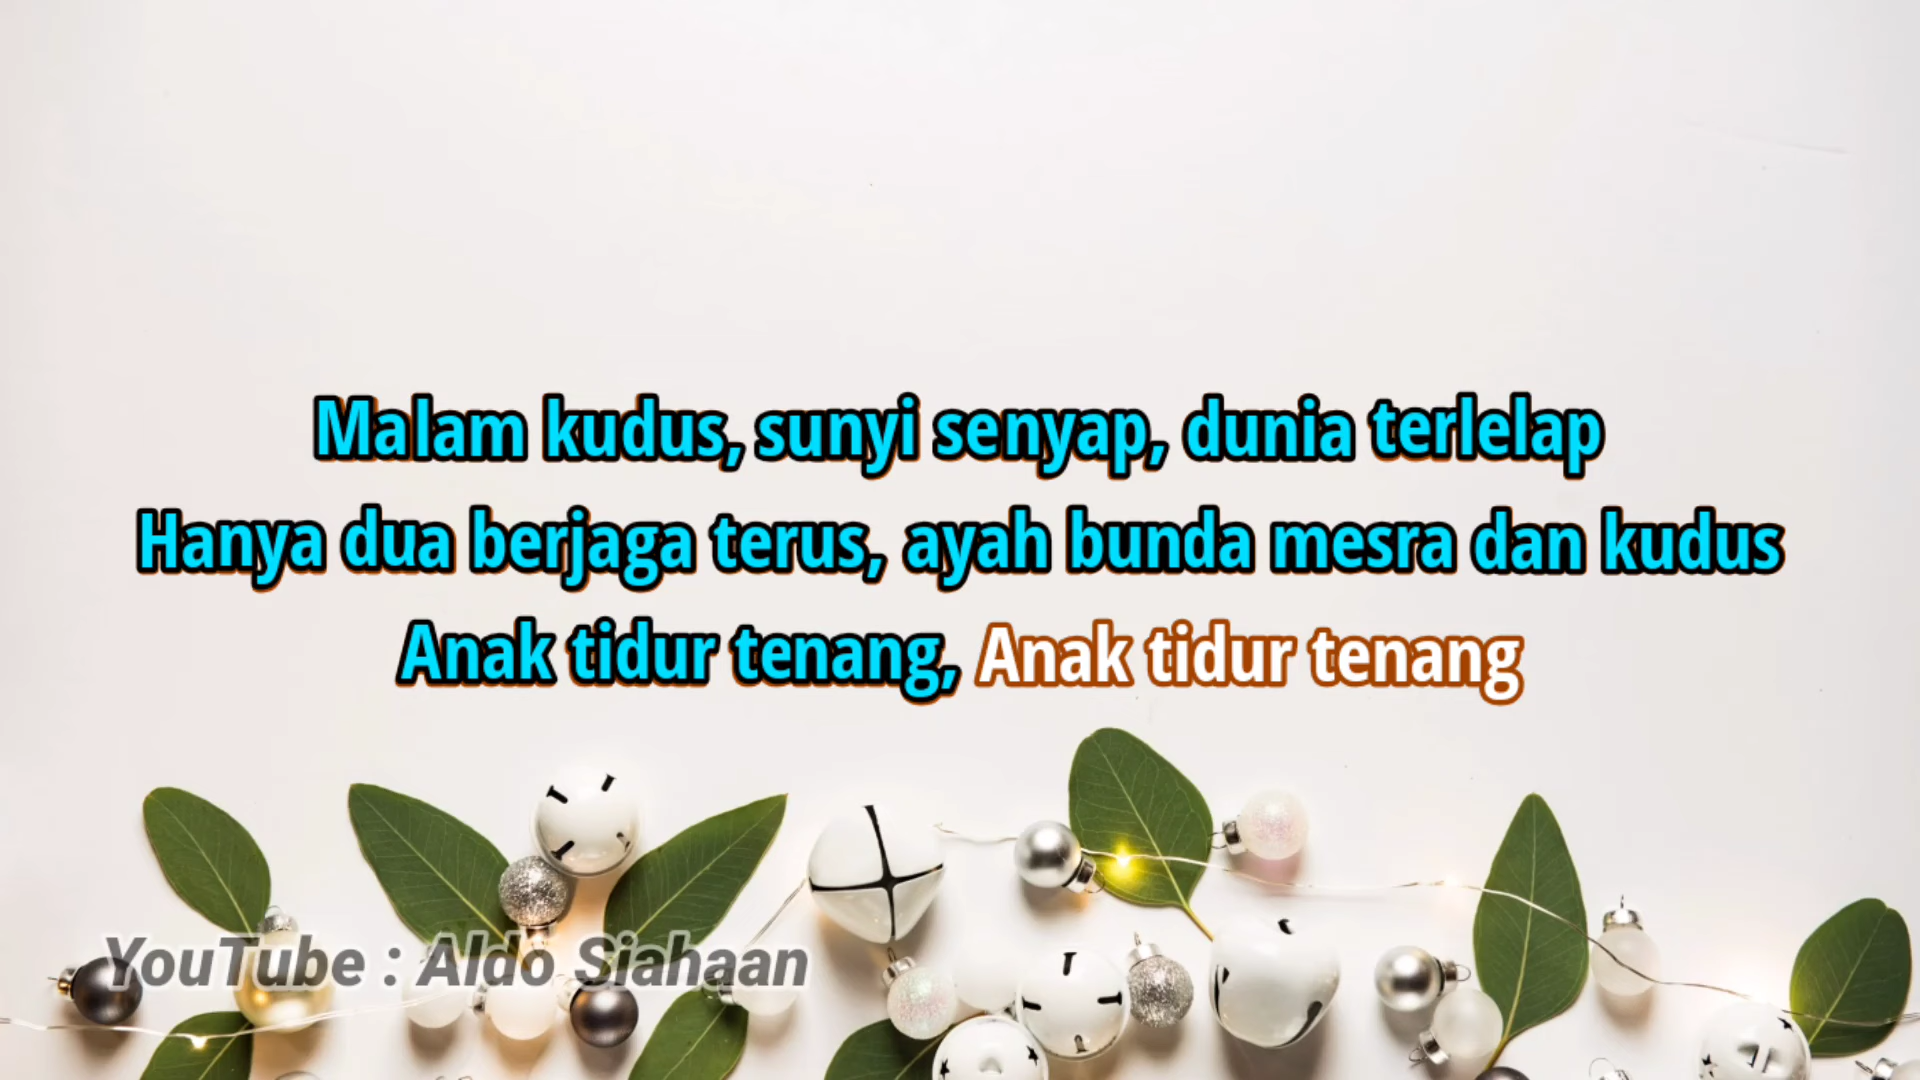 Malam kudus, sunyi senyap, dunia terlelap
Hanya dua berjaga terus, ayah bunda mesra dan kudus
Anak tidur tenang, Anak tidur tenang
YouTube : Aldo Siahaan